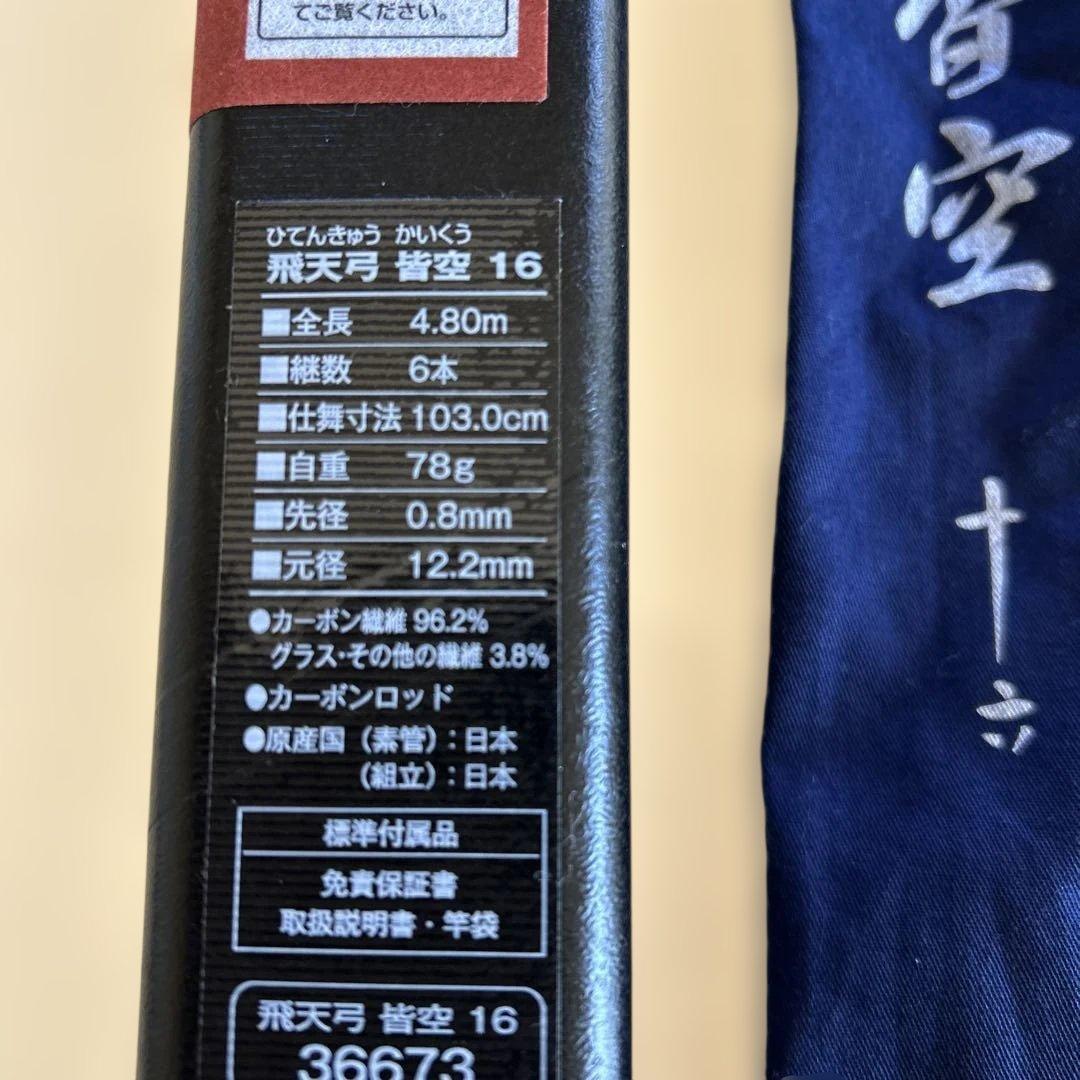 てご覧ください。
ひてんきゅう かいくう
飛天弓 皆空 16
■全長 4.80m
■継数 6本
■仕舞寸法 103.0cm
■自重 78g
■先径 0.8mm
■元径 12.2mm
●カーボン繊維 96.2%
グラス・その他の繊維 3.8%
●カーボンロッド
●原産国（素管）：日本
（組立）：日本
標準付属品
免責保証書
取扱説明書・竿袋
飛天弓 皆空 16
36673
皆空
十六